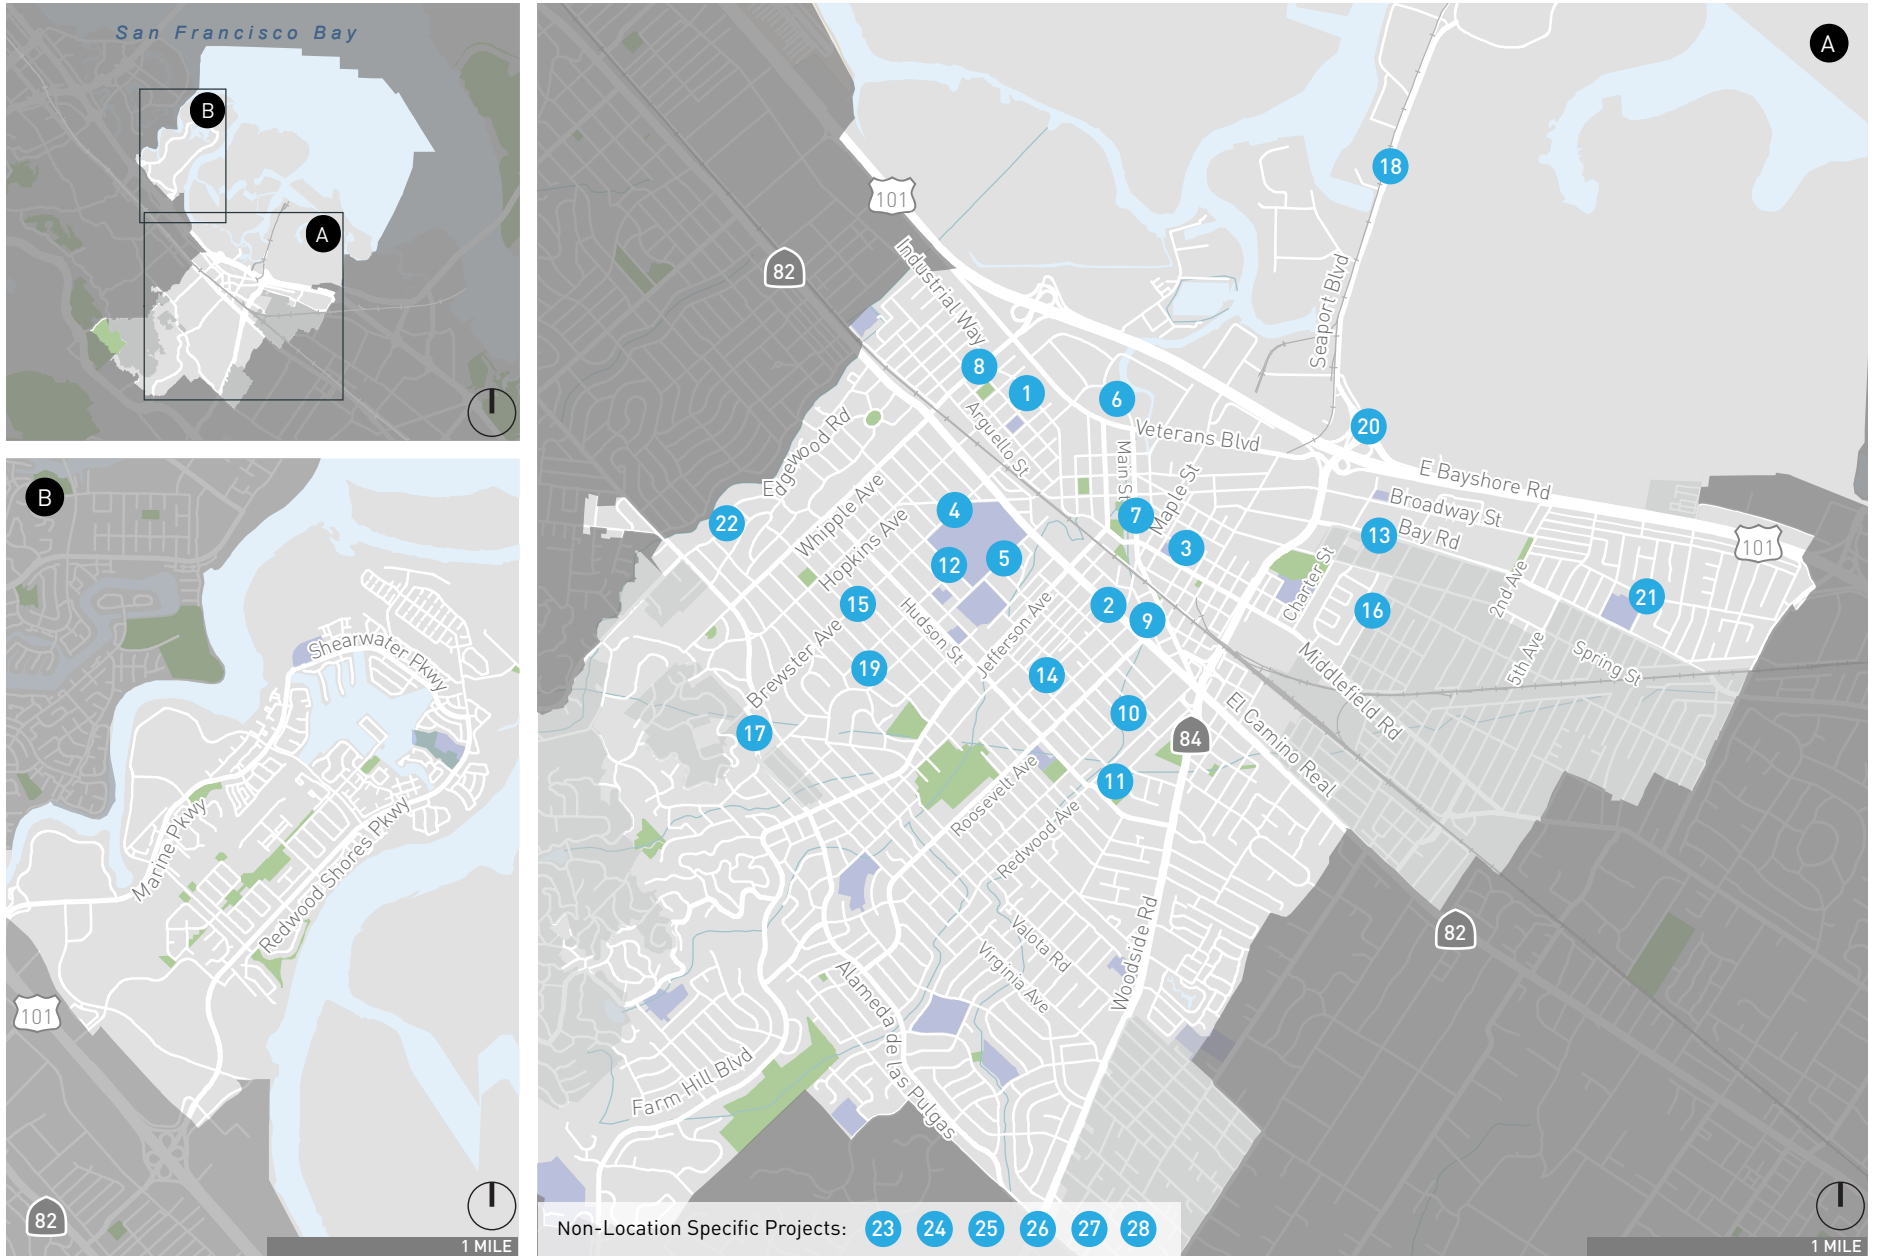 San Francisco Bay
B
A
B
Shearwater Pkwy
Marine Pkwy
Redwood Shores Pkwy
101
82
1 MILE
A
18
101
82
Industrial Way
Seaport Blvd
8
1
6
20
Arguello St
Veterans Blvd
Main St
Edgewood Rd
E Bayshore Rd
Whipple Ave
Maple St
Broadway St
22
4
7
Bay Rd
13
Hopkins Ave
3
101
12
5
Charter St
2nd Ave
15
2
16
21
Hudson St
Jefferson Ave
9
Brewster Ave
19
14
Middlefield Rd
5th Ave
Spring St
17
10
84
El Camino Real
11
Roosevelt Ave
Redwood Ave
Valota Rd
Virginia Ave
Woodside Rd
82
Alameda de las Pulgas
Farm Hill Blvd
Non-Location Specific Projects: 23 24 25 26 27 28
1 MILE